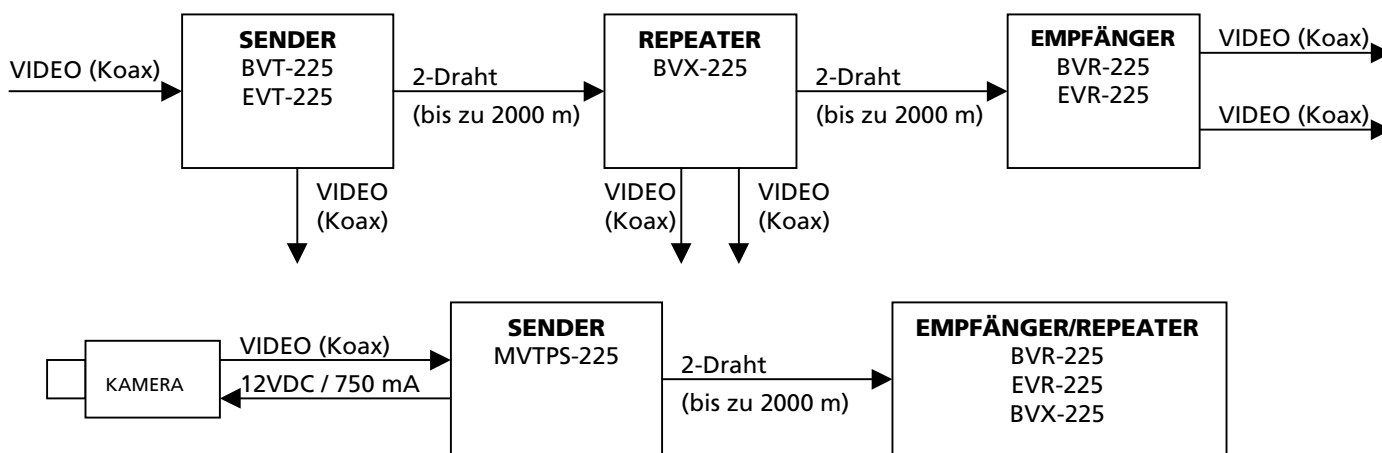 VIDEO (Koax)
SENDER
BVT-225
EVT-225
2-Draht
(bis zu 2000 m)
VIDEO
(Koax)
REPEATER
BVX-225
2-Draht
(bis zu 2000 m)
VIDEO
(Koax)
VIDEO
(Koax)
EMPFÄNGER
BVR-225
EVR-225
VIDEO (Koax)
VIDEO (Koax)
KAMERA
VIDEO (Koax)
12VDC / 750 mA
SENDER
MVTPS-225
2-Draht
(bis zu 2000 m)
EMPFÄNGER/REPEATER
BVR-225
EVR-225
BVX-225